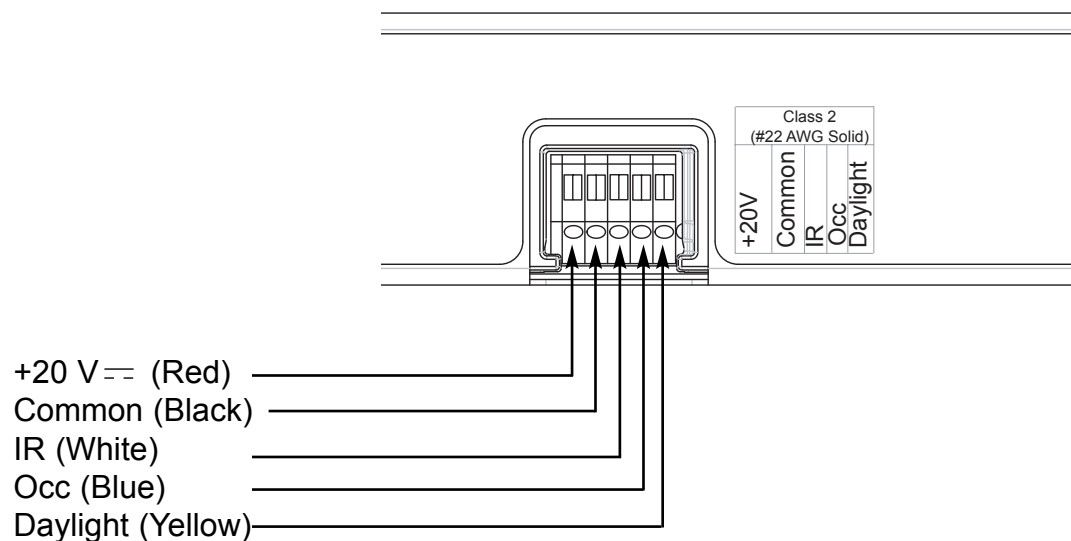 Class 2
(#22 AWG Solid)
+20V
Common
IR
Occ
Daylight
+20 V⎓ (Red)
Common (Black)
IR (White)
Occ (Blue)
Daylight (Yellow)